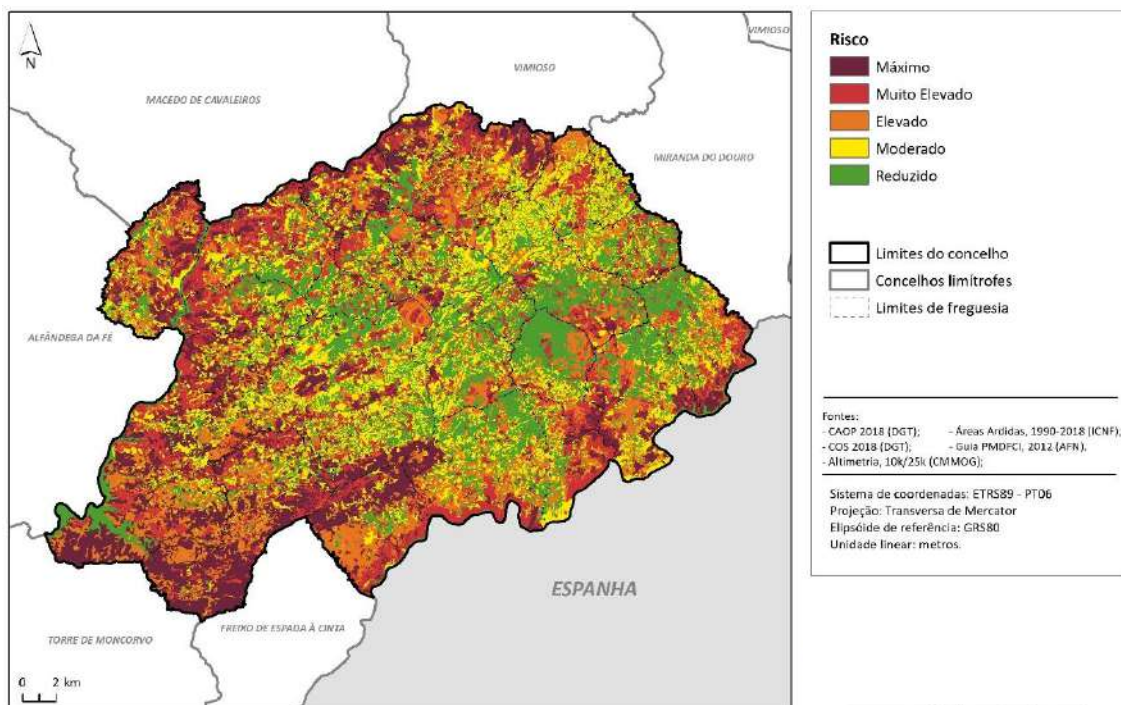 N
MACEDO DE CAVALEIROS
VIMIOSO
VIMIOSO
MIRANDA DO DOURO
ALFÂNDEGA DA FÉ
ESPANHA
TORRE DE MONCORVO
FREIXO DE ESPADA À CINTA
0 2 km
Risco
Máximo
Muito Elevado
Elevado
Moderado
Reduzido
Limites do concelho
Concelhos limítrofes
Limites de freguesia
Fontes:
- CAOP 2018 (DGT); - Áreas Ardidas, 1990-2018 (ICNF);
- COS 2018 (DGT); - Guia PMDFCI, 2012 (AFN).
- Altimetria, 10k/25k (CMMOG);
Sistema de coordenadas: ETRS89 - PT06
Projeção: Transversa de Mercator
Elipsóide de referência: GRS80
Unidade linear: metros.